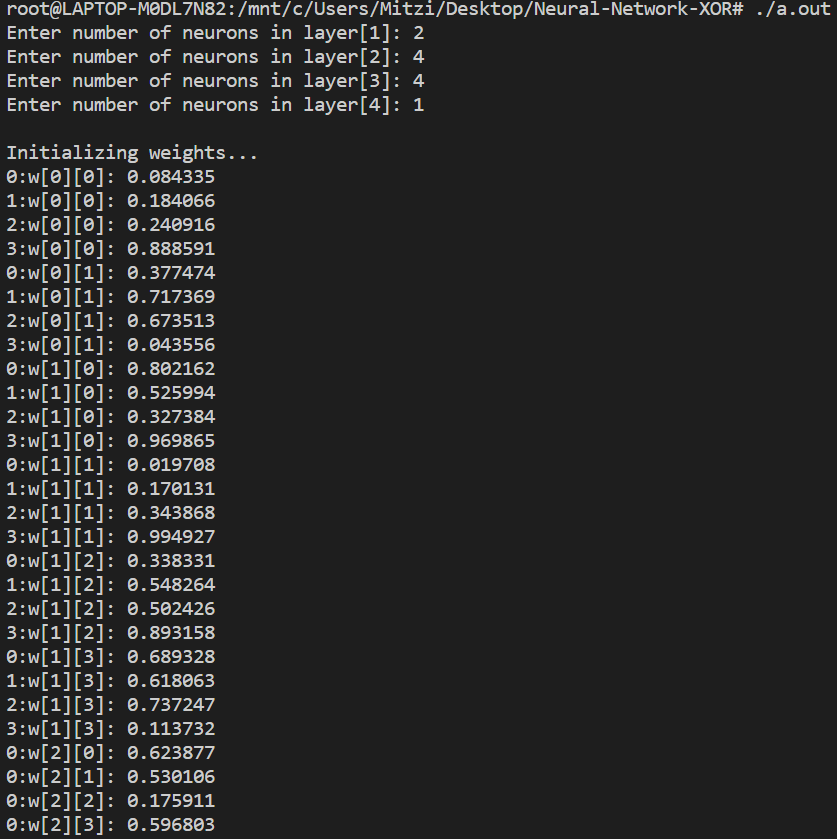 root@LAPTOP-M0DL7N82:/mnt/c/Users/Mitzi/Desktop/Neural-Network-XOR# ./a.out
Enter number of neurons in layer[1]: 2
Enter number of neurons in layer[2]: 4
Enter number of neurons in layer[3]: 4
Enter number of neurons in layer[4]: 1
Initializing weights...
0:w[0][0]: 0.084335
1:w[0][0]: 0.184066
2:w[0][0]: 0.240916
3:w[0][0]: 0.888591
0:w[0][1]: 0.377474
1:w[0][1]: 0.717369
2:w[0][1]: 0.673513
3:w[0][1]: 0.043556
0:w[1][0]: 0.802162
1:w[1][0]: 0.525994
2:w[1][0]: 0.327384
3:w[1][0]: 0.969865
0:w[1][1]: 0.019708
1:w[1][1]: 0.170131
2:w[1][1]: 0.343868
3:w[1][1]: 0.994927
0:w[1][2]: 0.338331
1:w[1][2]: 0.548264
2:w[1][2]: 0.502426
3:w[1][2]: 0.893158
0:w[1][3]: 0.689328
1:w[1][3]: 0.618063
2:w[1][3]: 0.737247
3:w[1][3]: 0.113732
0:w[2][0]: 0.623877
0:w[2][1]: 0.530106
0:w[2][2]: 0.175911
0:w[2][3]: 0.596803